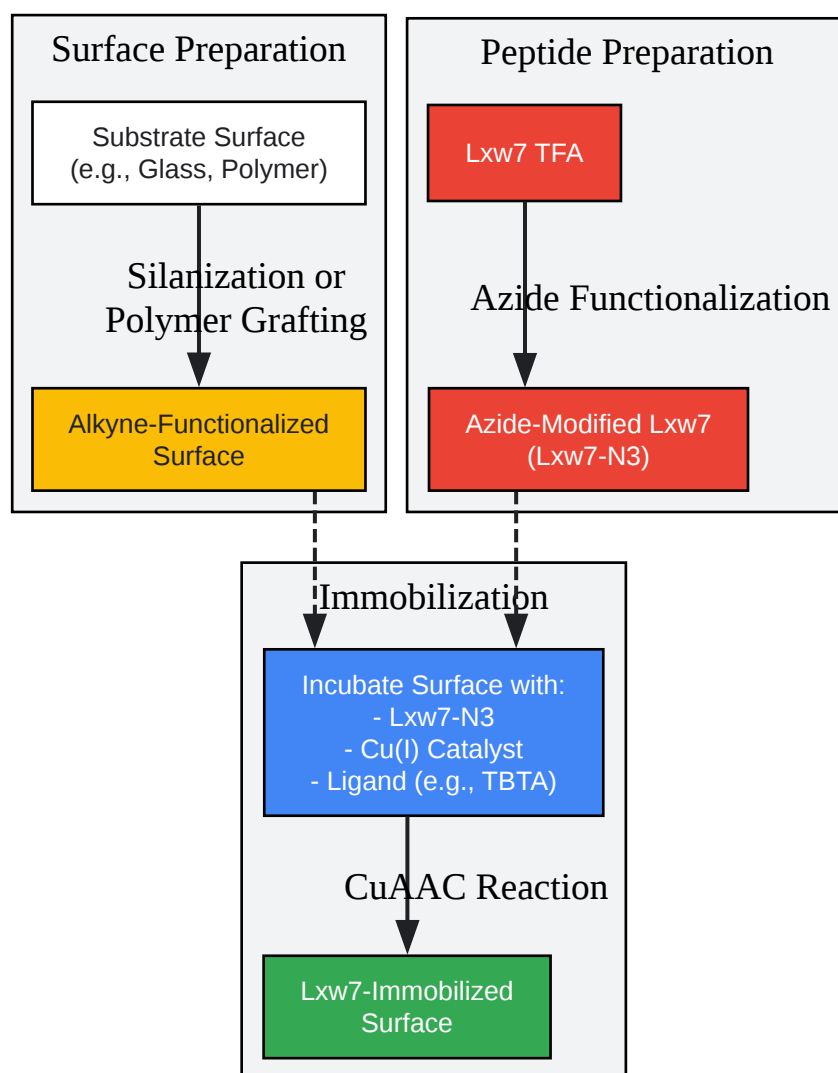 Surface Preparation
Substrate Surface
(e.g., Glass, Polymer)
Silanization or
Polymer Grafting
Alkyne-Functionalized
Surface
Peptide Preparation
Lxw7 TFA
Azide Functionalization
Azide-Modified Lxw7
(Lxw7-N3)
Immobilization
Incubate Surface with:
- Lxw7-N3
- Cu(I) Catalyst
- Ligand (e.g., TBTA)
CuAAC Reaction
Lxw7-Immobilized
Surface